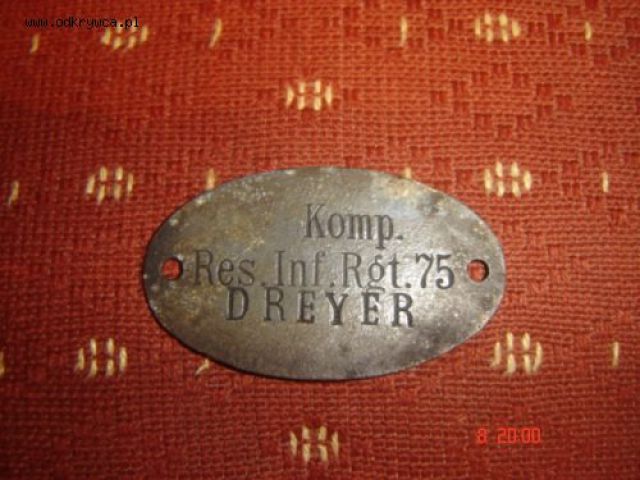 www.odkrywca.pl
Komp.
Res.Inf.Rgt.75
DREYER
8 20:00